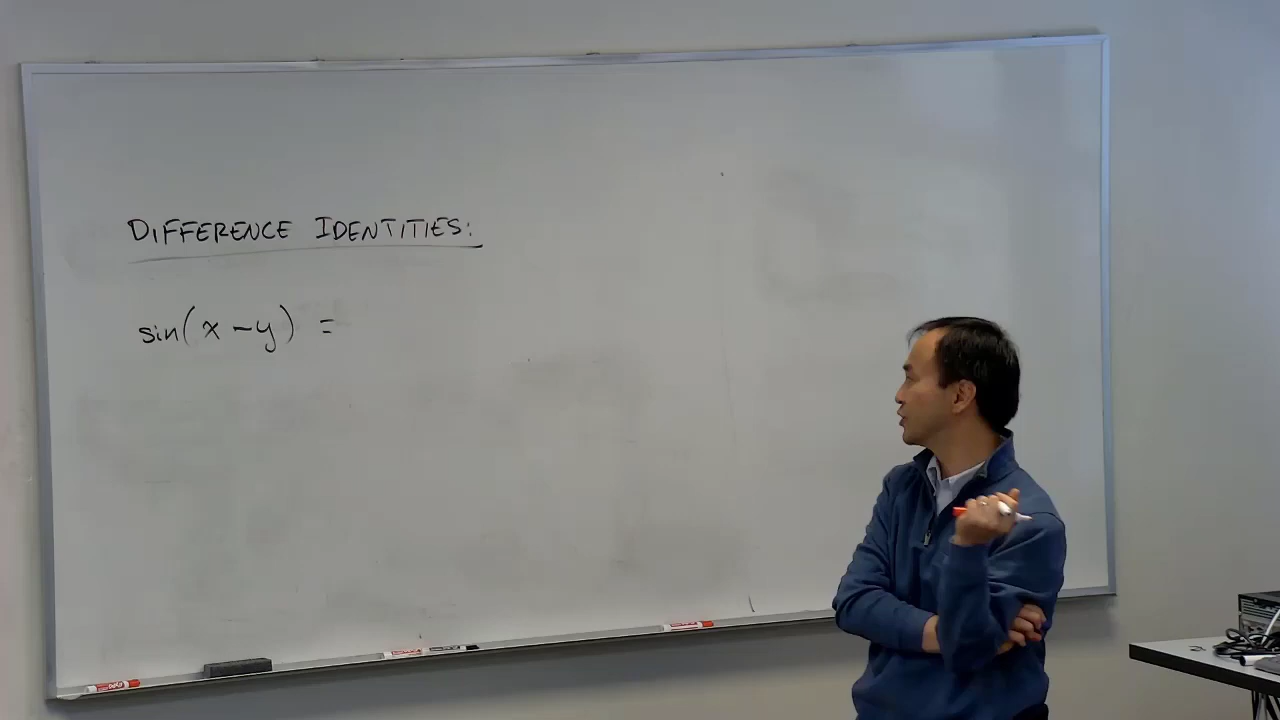 DIFFERENCE IDENTITIES:
sin(x - y) =